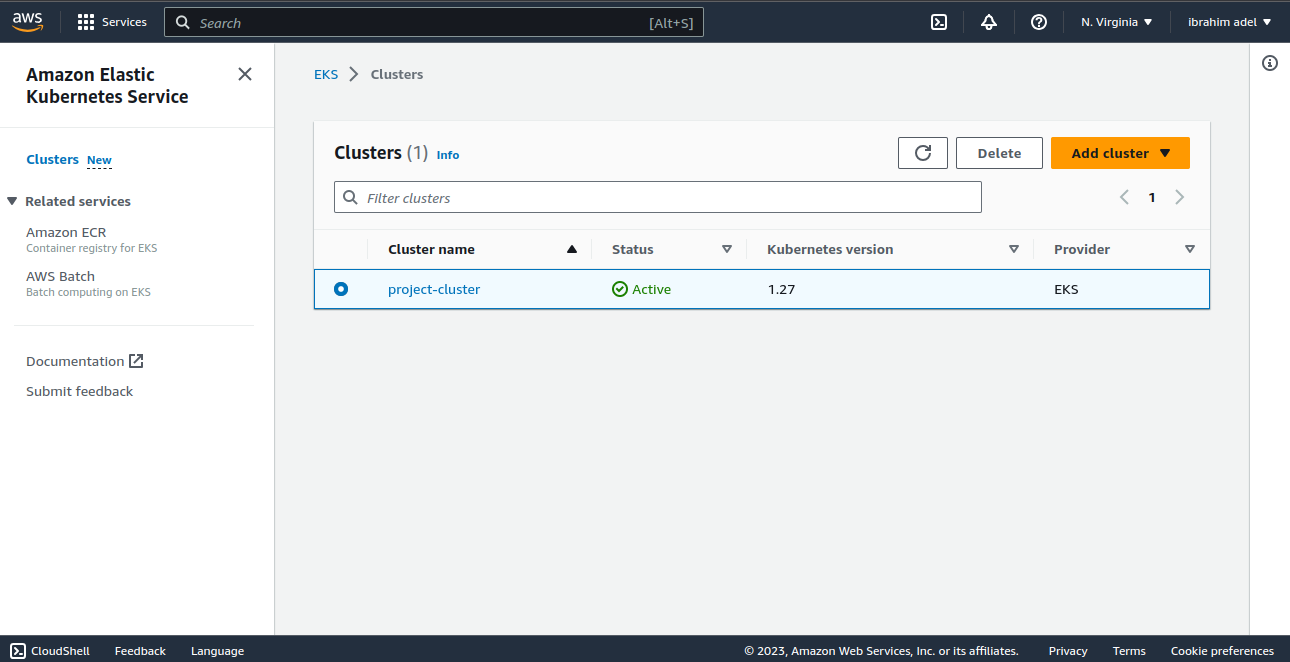 aws Services Search [Alt+S] N. Virginia ibrahim adel
Amazon Elastic
Kubernetes Service
Clusters New
Related services
Amazon ECR
Container registry for EKS
AWS Batch
Batch computing on EKS
Documentation
Submit feedback
EKS Clusters
Clusters (1) Info Delete Add cluster
Filter clusters 1
Cluster name Status Kubernetes version Provider
project-cluster Active 1.27 EKS
CloudShell Feedback Language © 2023, Amazon Web Services, Inc. or its affiliates. Privacy Terms Cookie preferences